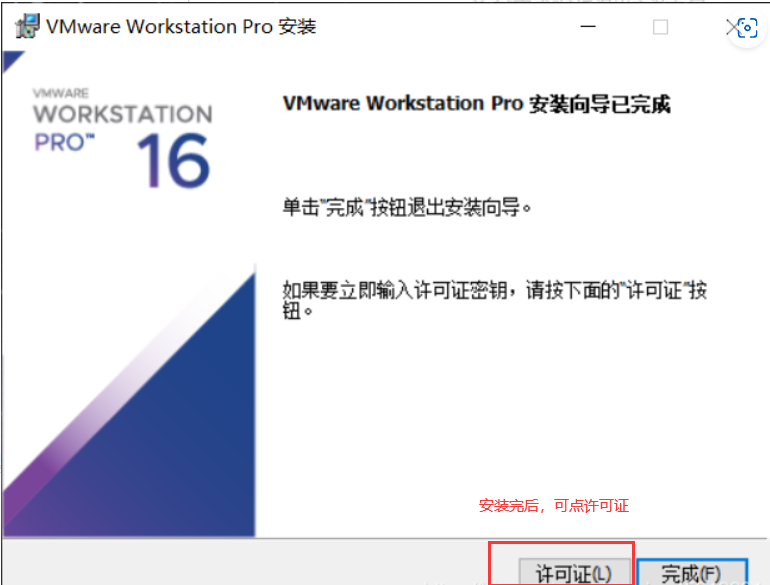 VMware Workstation Pro 安装
VMWARE
WORKSTATION
PRO™
16
VMware Workstation Pro 安装向导已完成
单击"完成"按钮退出安装向导。
如果要立即输入许可证密钥，请按下面的"许可证"按
钮。
安装完后，可点许可证
许可证(L)
完成(F)